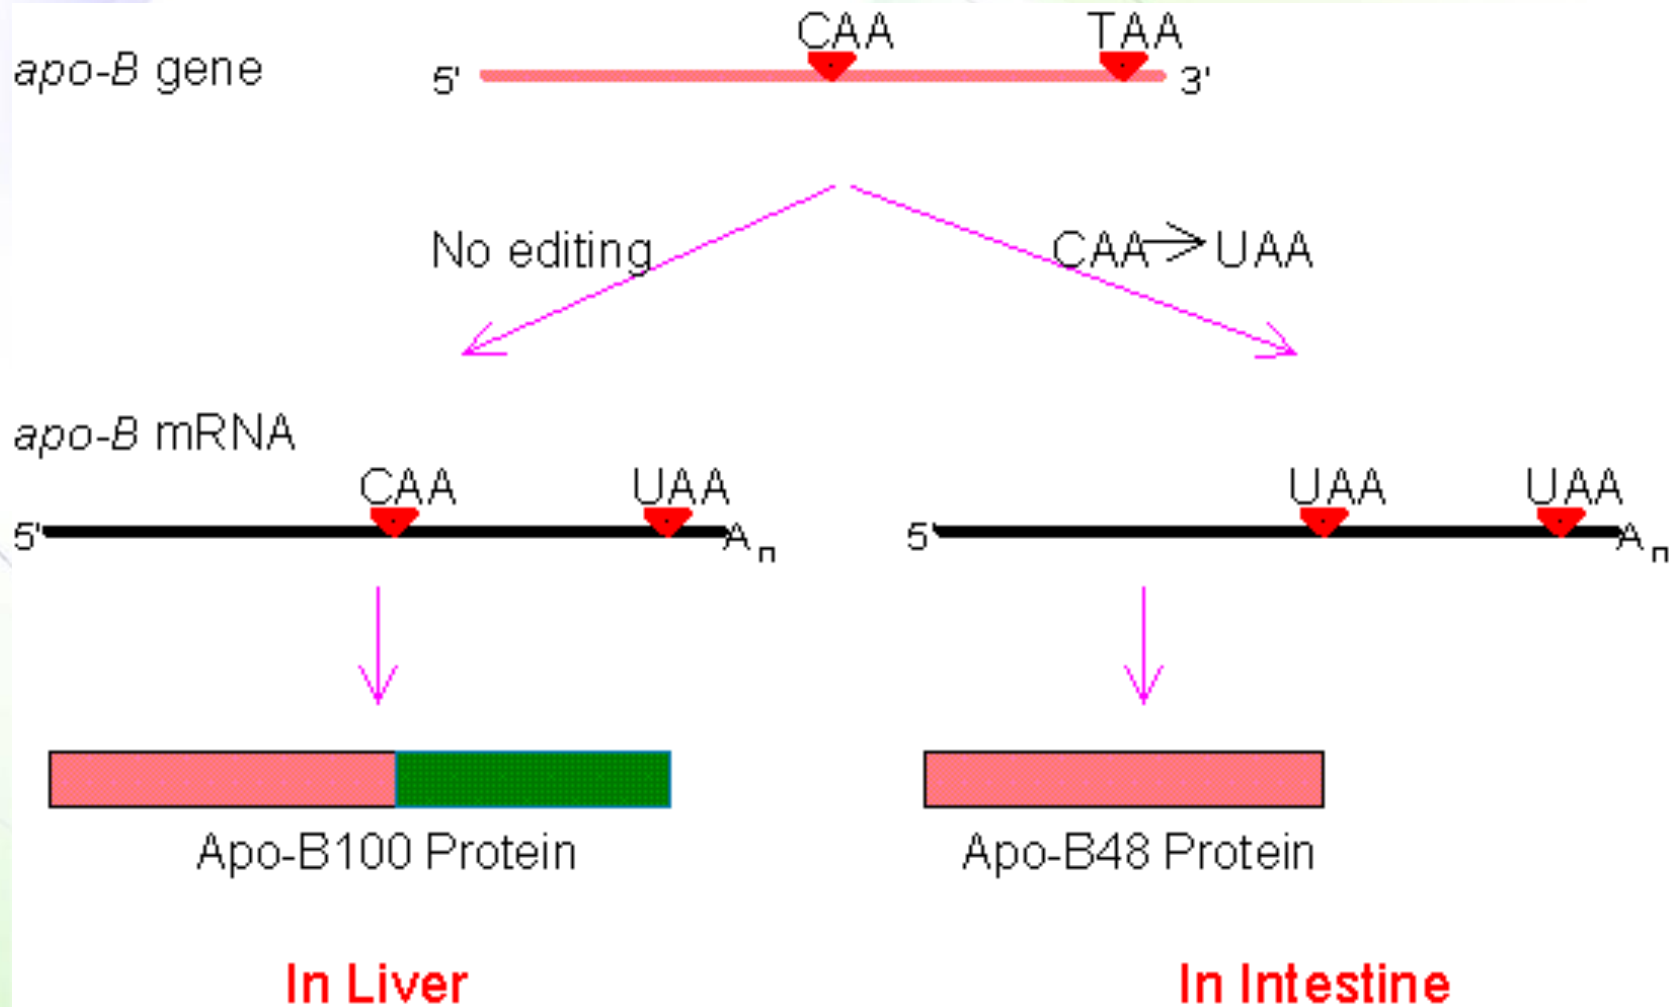 CAA TAA
apo-B gene 5' 3'
No editing CAA → UAA
apo-B mRNA
CAA UAA UAA UAA
5' An 5' An
Apo-B100 Protein Apo-B48 Protein
In Liver In Intestine